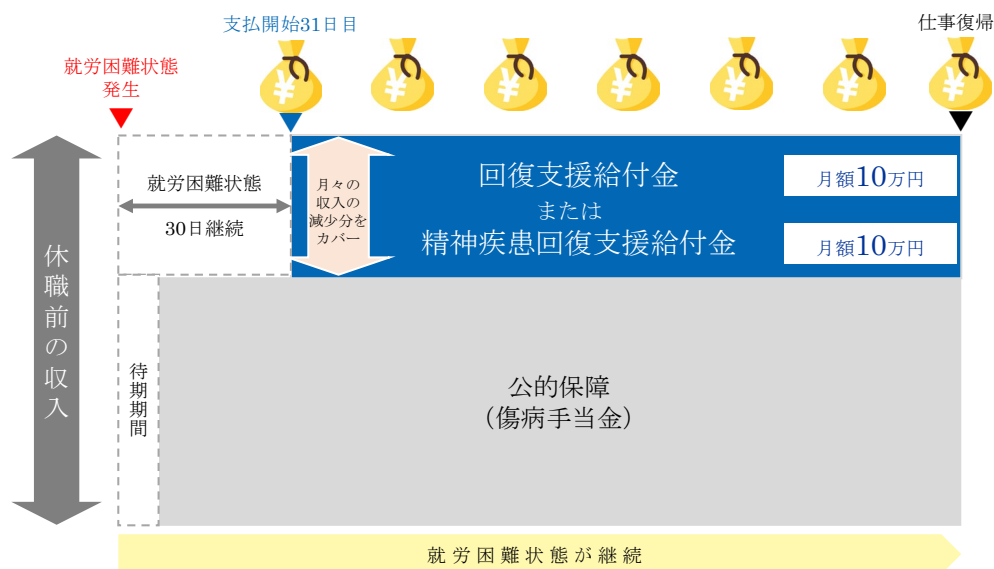 支払開始31日目
仕事復帰
就労困難状態
発生
¥
¥
¥
¥
¥
¥
¥
休職前の収入
就労困難状態
30日継続
月々の
収入の
減少分を
カバー
回復支援給付金
または
精神疾患回復支援給付金
月額10万円
月額10万円
待期期間
公的保障
（傷病手当金）
就労困難状態が継続